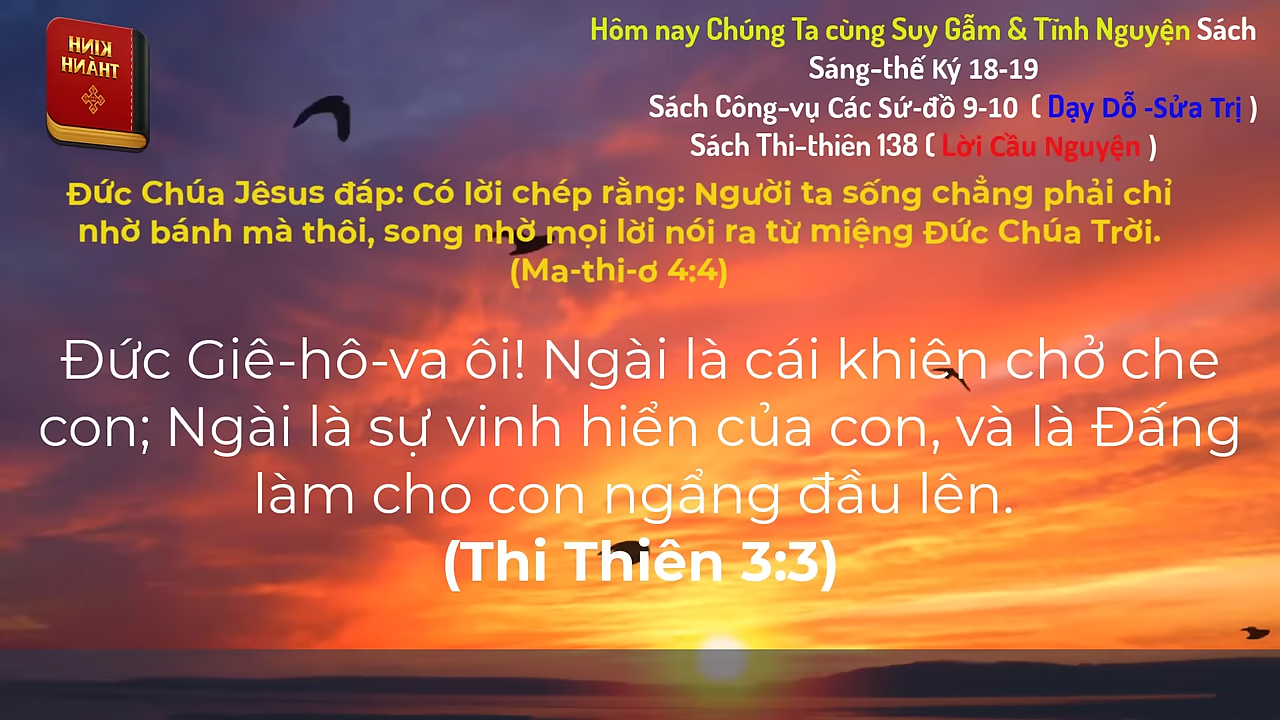 KINH
THÁNH
Hôm nay Chúng Ta cùng Suy Gẫm & Tĩnh Nguyện Sách
Sáng-thế Ký 18-19
Sách Công-vụ Các Sứ-đồ 9-10 ( Dạy Dỗ -Sửa Trị )
Sách Thi-thiên 138 ( Lời Cầu Nguyện )
Đức Chúa Jêsus đáp: Có lời chép rằng: Người ta sống chẳng phải chỉ
nhờ bánh mà thôi, song nhờ mọi lời nói ra từ miệng Đức Chúa Trời.
(Ma-thi-ơ 4:4)
Đức Giê-hô-va ôi! Ngài là cái khiên chở che
con; Ngài là sự vinh hiển của con, và là Đấng
làm cho con ngẩng đầu lên.
(Thi Thiên 3:3)